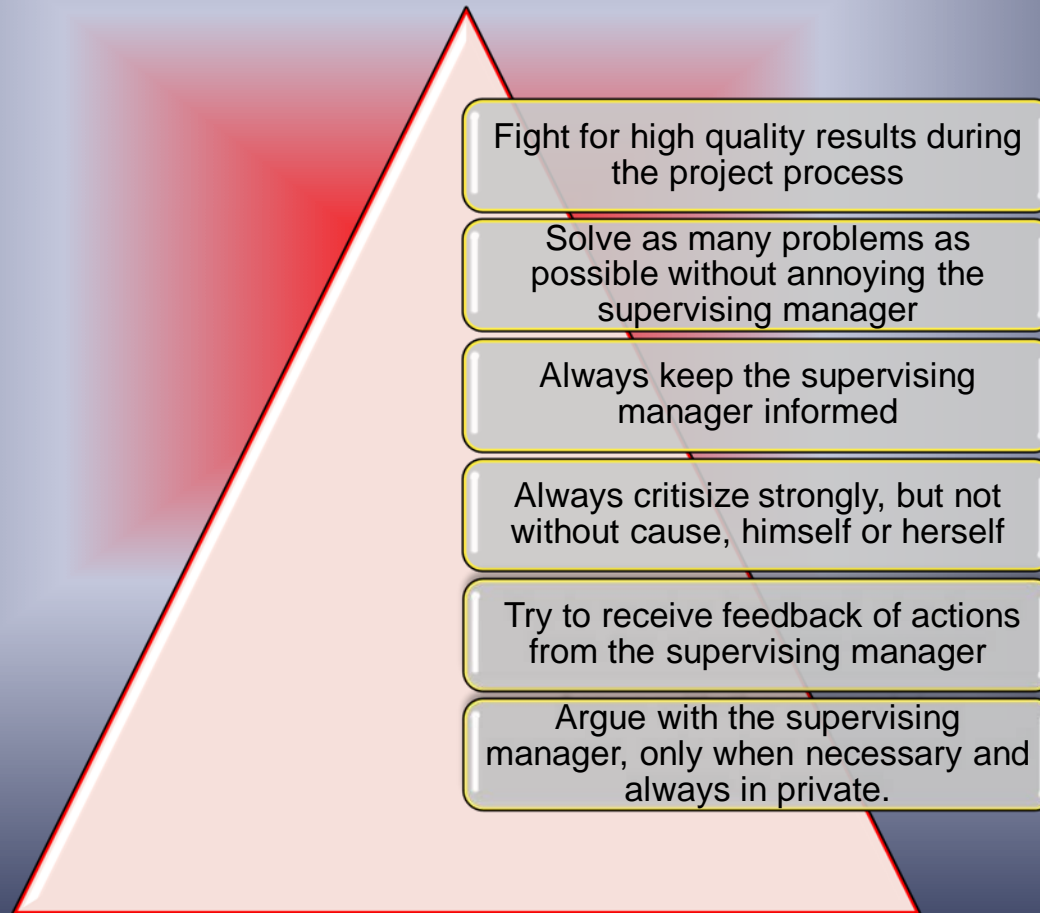 Fight for high quality results during
the project process
Solve as many problems as
possible without annoying the
supervising manager
Always keep the supervising
manager informed
Always critisize strongly, but not
without cause, himself or herself
Try to receive feedback of actions
from the supervising manager
Argue with the supervising
manager, only when necessary and
always in private.